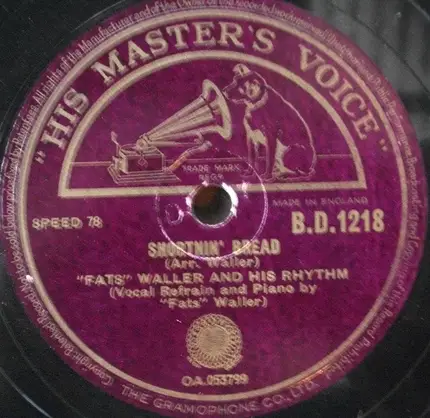 "HIS MASTER'S VOICE"
TRADE MARK
REGR
MADE IN ENGLAND
SPEED 78
B.D.1218
SHORTNIN' BREAD
(Arr. Waller)
"FATS" WALLER AND HIS RHYTHM
(Vocal Refrain and Piano by
"Fats" Waller)
OA.053799
THE GRAMOPHONE CO., LTD.